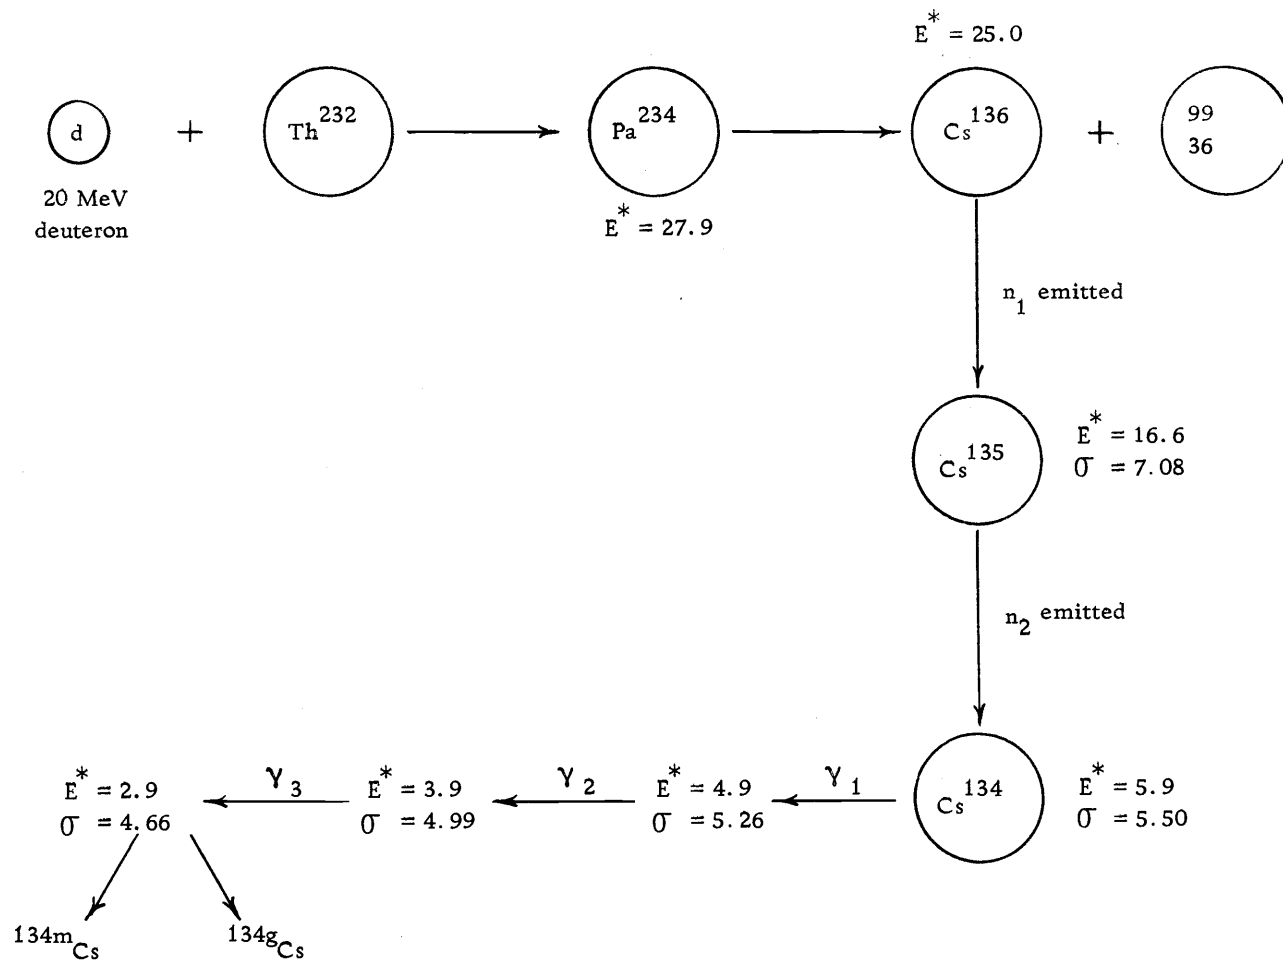 E* = 25.0
d + Th²³² Pa²³⁴ Cs¹³⁶ + 99
36
20 MeV
deuteron
E* = 27.9
n₁ emitted
Cs¹³⁵
E* = 16.6
σ = 7.08
n₂ emitted
E* = 2.9
σ = 4.66
γ₃
E* = 3.9
σ = 4.99
γ₂
E* = 4.9
σ = 5.26
γ₁
Cs¹³⁴
E* = 5.9
σ = 5.50
¹³⁴ᵐCs
¹³⁴ᵍCs